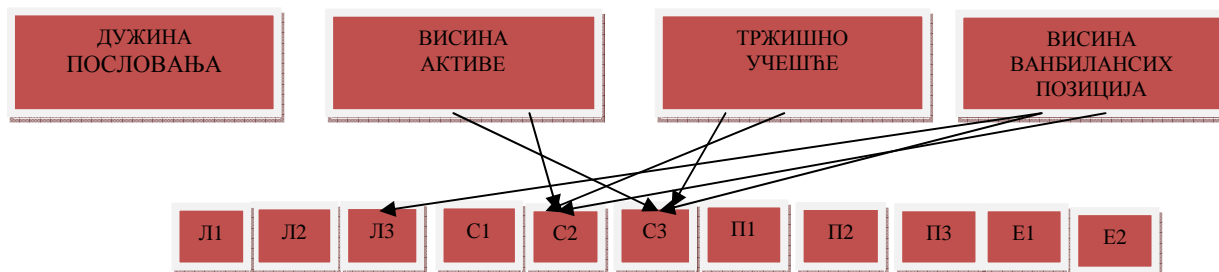 ДУЖИНА
ПОСЛОВАЊА
ВИСИНА
АКТИВЕ
ТРЖИШНО
УЧЕШЋЕ
ВИСИНА
ВАНБИЛАНСИХ
ПОЗИЦИЈА
Л1
Л2
Л3
С1
С2
С3
П1
П2
П3
Е1
Е2